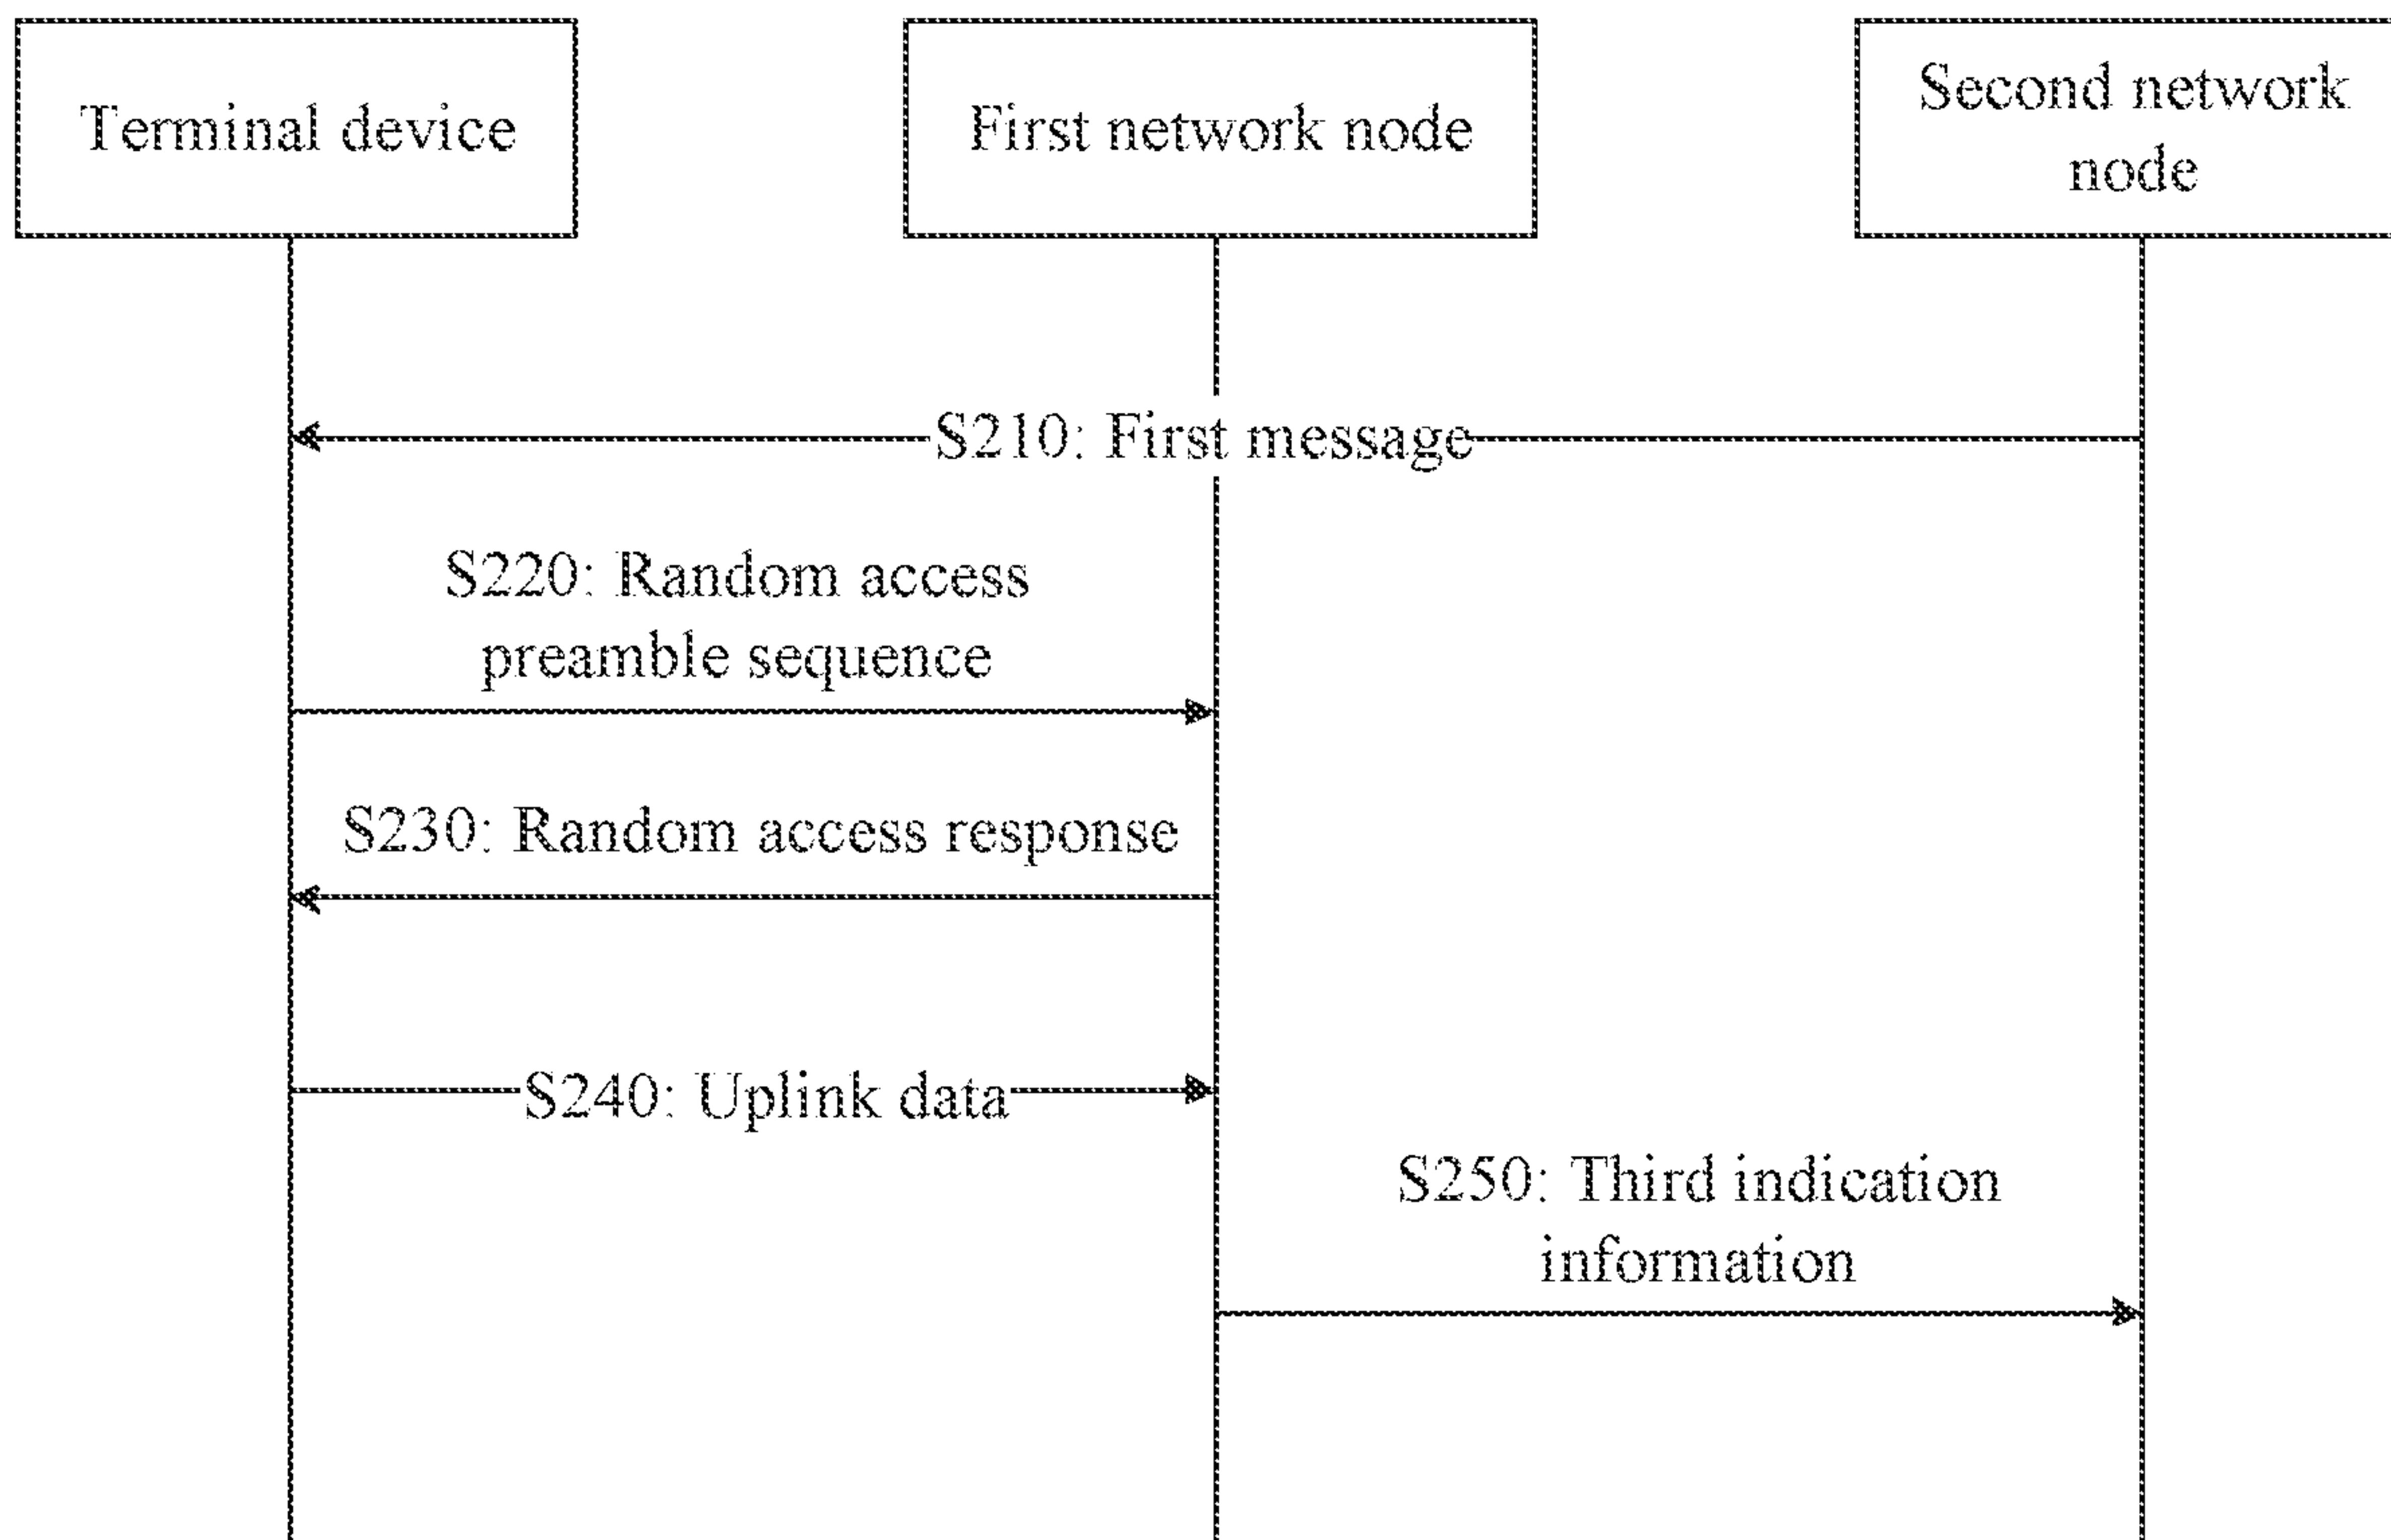 Terminal device
First network node
Second network
node
S210: First message
S220: Random access
preamble sequence
S230: Random access response
S240: Uplink data
S250: Third indication
information